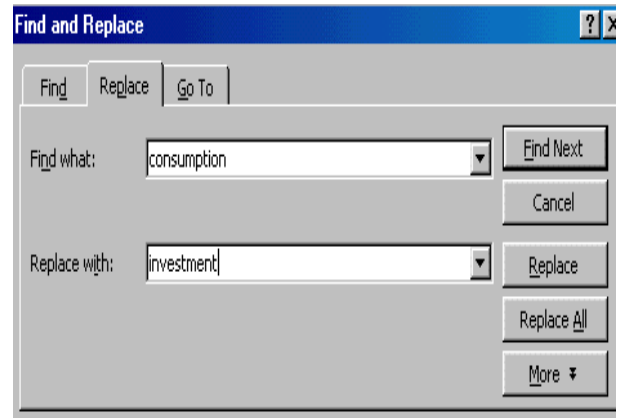 Find and Replace
Find Replace Go To
Find what: consumption Find Next
Cancel
Replace with: investment Replace
Replace All
More